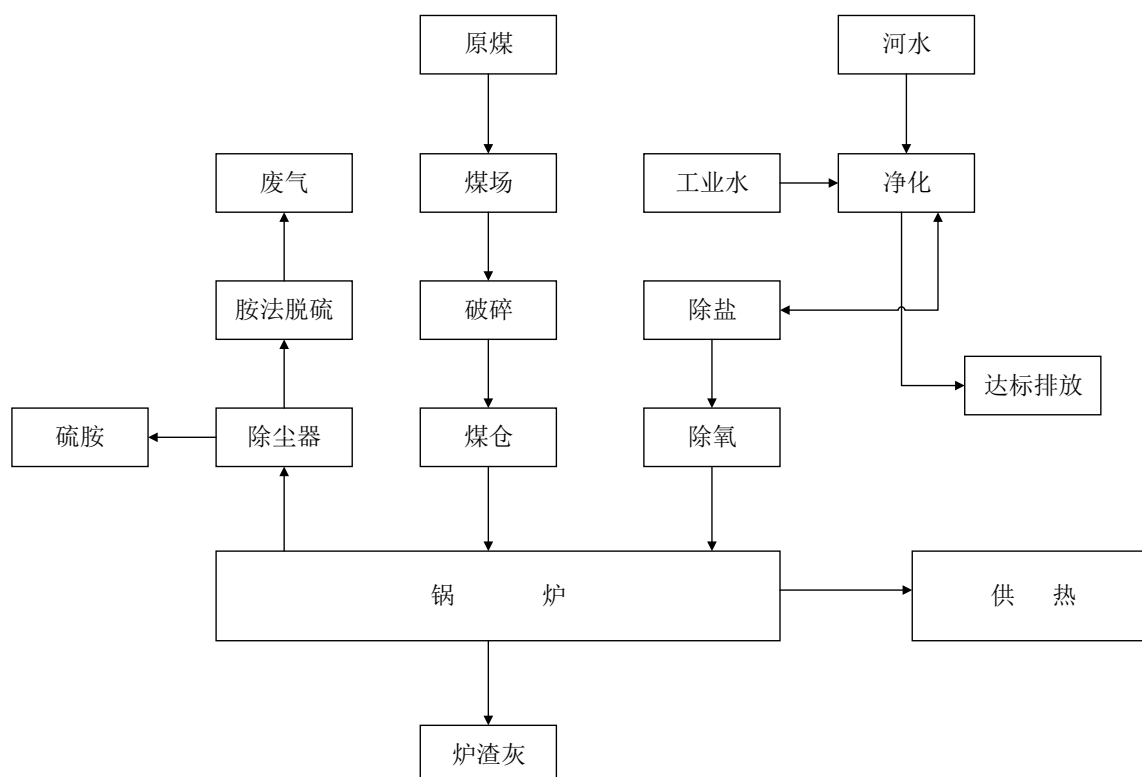 原煤
河水
废气
煤场
工业水
净化
胺法脱硫
破碎
除盐
达标排放
硫胺
除尘器
煤仓
除氧
锅 炉
供 热
炉渣灰